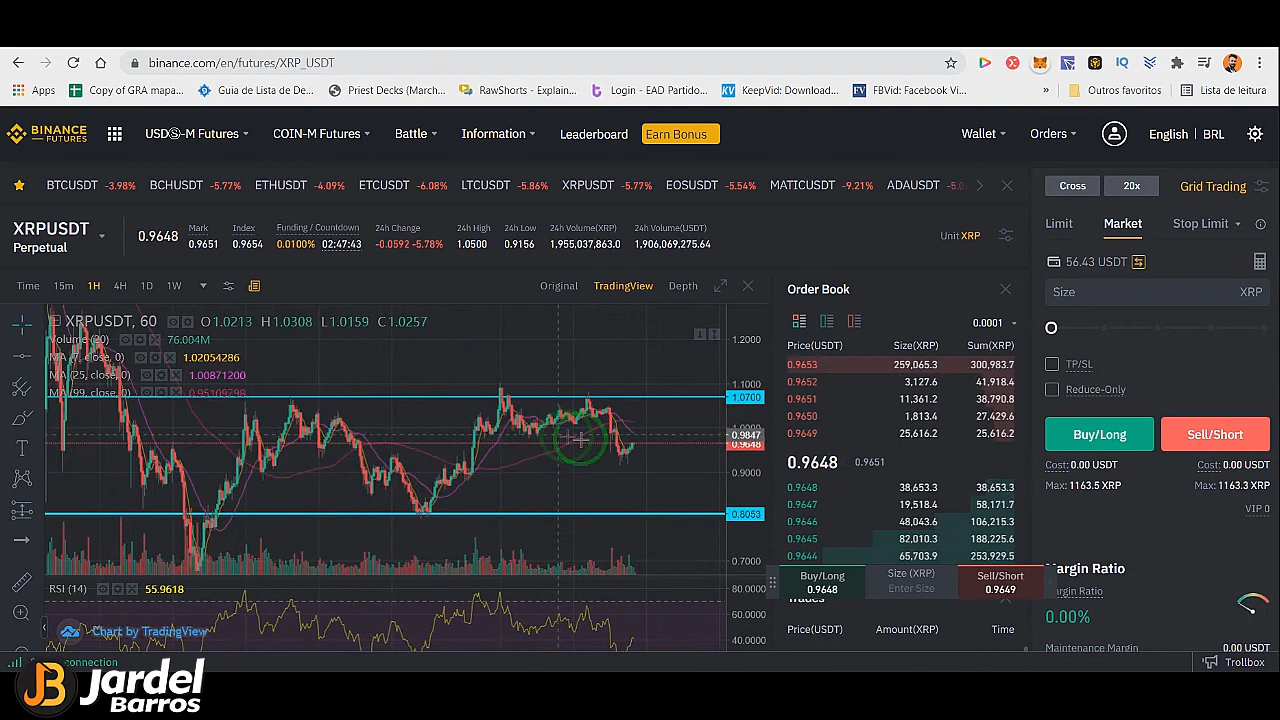 binance.com/en/futures/XRP_USDT
Apps Copy of GRA mapa... Guia de Lista de De... Priest Decks (March... RawShorts - Explain... Login - EAD Partido... KeepVid: Download... FBVid: Facebook Vi... » Outros favoritos Lista de leitura
BINANCE FUTURES USDⓈ-M Futures COIN-M Futures Battle Information Leaderboard Earn Bonus Wallet Orders English | BRL
BTCUSDT -3.98% BCHUSDT -5.77% ETHUSDT -4.09% ETCUSDT -6.08% LTCUSDT -5.86% XRPUSDT -5.77% EOSUSDT -5.54% MATICUSDT -9.21% ADAUSDT -5.0
Cross 20x Grid Trading
XRPUSDT
Perpetual
0.9648
Mark Index Funding / Countdown 24h Change 24h High 24h Low 24h Volume(XRP) 24h Volume(USDT)
0.9651 0.9654 0.0100% 02:47:43 -0.0592 -5.78% 1.0500 0.9156 1,955,037,863.0 1,906,069,275.64
Unit XRP
Limit Market Stop Limit
56.43 USDT
Size XRP
TP/SL
Reduce-Only
Buy/Long Sell/Short
Cost: 0.00 USDT Cost: 0.00 USDT
Max: 1163.5 XRP Max: 1163.3 XRP
VIP 0
Margin Ratio
0.00%
Maintenance Margin 0.00 USDT
Time 15m 1H 4H 1D 1W Original TradingView Depth
XRPUSDT, 60 O1.0213 H1.0308 L1.0159 C1.0257
Volume (20) 76.004M
MA (7, close, 0) 1.02054286
MA (25, close, 0) 1.00871200
MA (99, close, 0) 0.95109798
1.2000
1.1000
1.0700
1.0000
0.9847
0.9648
0.9000
0.8053
0.7000
RSI (14) 55.9618
80.0000
60.0000
40.0000
Chart by TradingView
Order Book
0.0001
Price(USDT) Size(XRP) Sum(XRP)
0.9653 259,065.3 300,983.7
0.9652 3,127.6 41,918.4
0.9651 11,361.2 38,790.8
0.9650 1,813.4 27,429.6
0.9649 25,616.2 25,616.2
0.9648 0.9651
0.9648 38,653.3 38,653.3
0.9647 19,518.4 58,171.7
0.9646 48,043.6 106,215.3
0.9645 82,010.3 188,225.6
0.9644 65,703.9 253,929.5
Buy/Long Size (XRP) Sell/Short
0.9648 Enter Size 0.9649
Price(USDT) Amount(XRP) Time
connection
Trollbox
Jardel
Barros